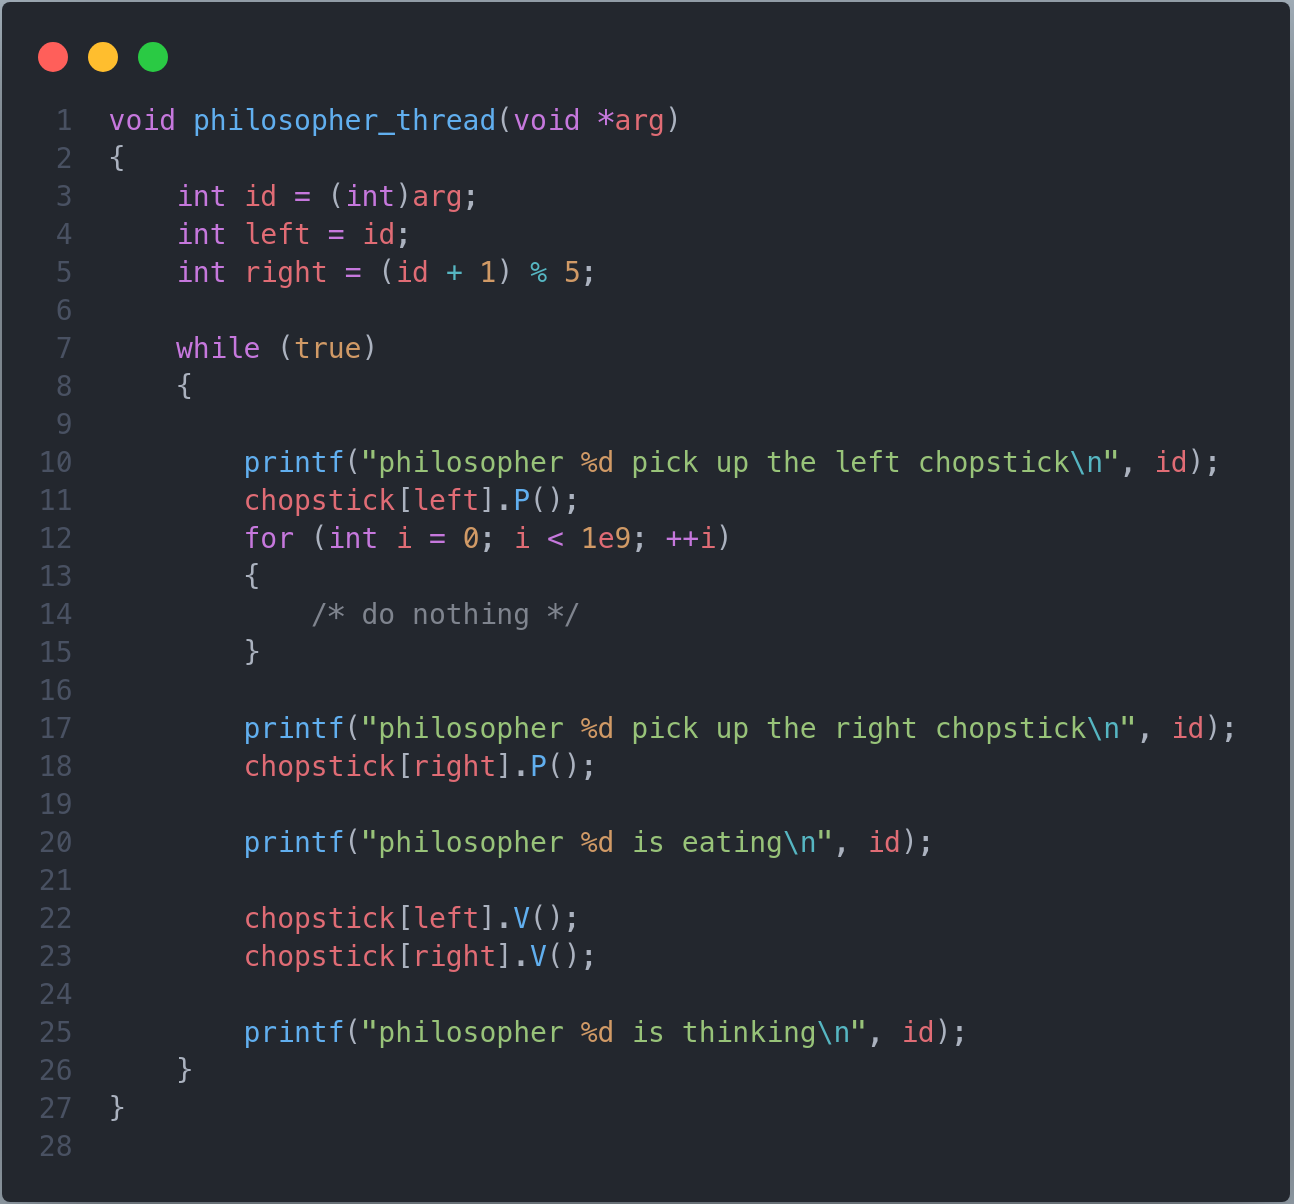 1 void philosopher_thread(void *arg)
2 {
3     int id = (int)arg;
4     int left = id;
5     int right = (id + 1) % 5;
6
7     while (true)
8     {
9
10         printf("philosopher %d pick up the left chopstick\n", id);
11         chopstick[left].P();
12         for (int i = 0; i < 1e9; ++i)
13         {
14             /* do nothing */
15         }
16
17         printf("philosopher %d pick up the right chopstick\n", id);
18         chopstick[right].P();
19
20         printf("philosopher %d is eating\n", id);
21
22         chopstick[left].V();
23         chopstick[right].V();
24
25         printf("philosopher %d is thinking\n", id);
26     }
27 }
28